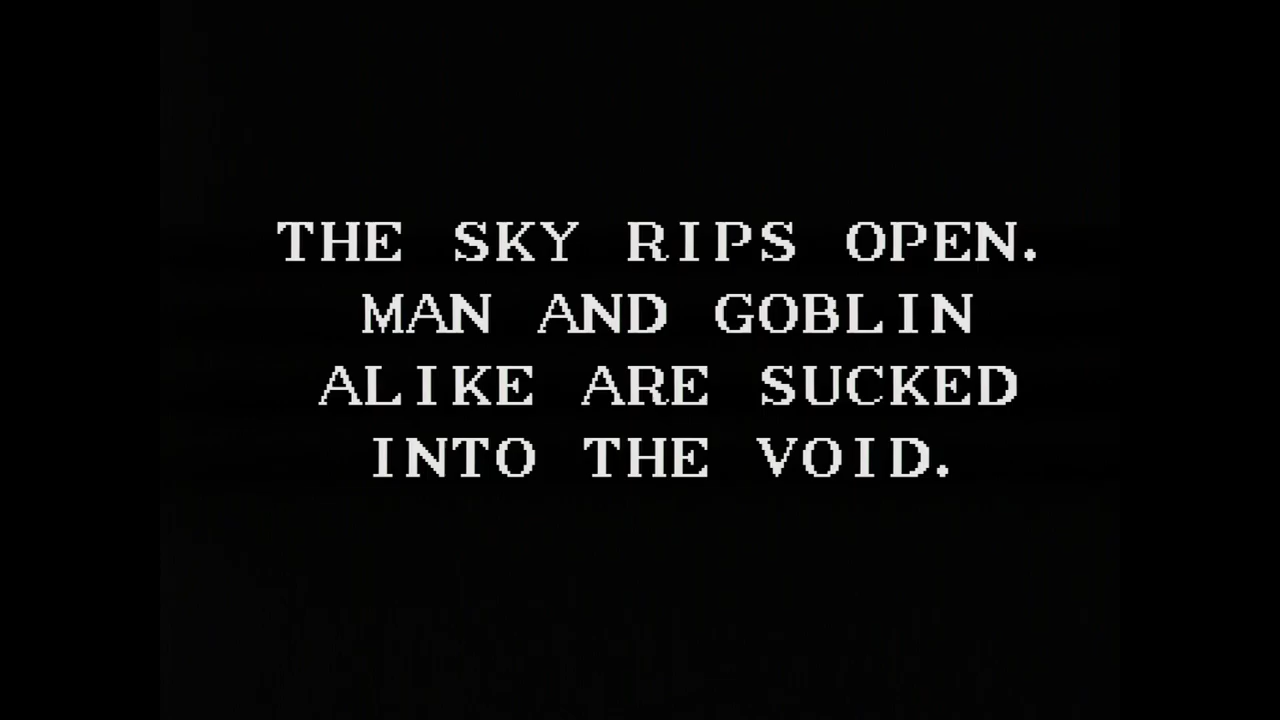 THE SKY RIPS OPEN.
MAN AND GOBLIN
ALIKE ARE SUCKED
INTO THE VOID.